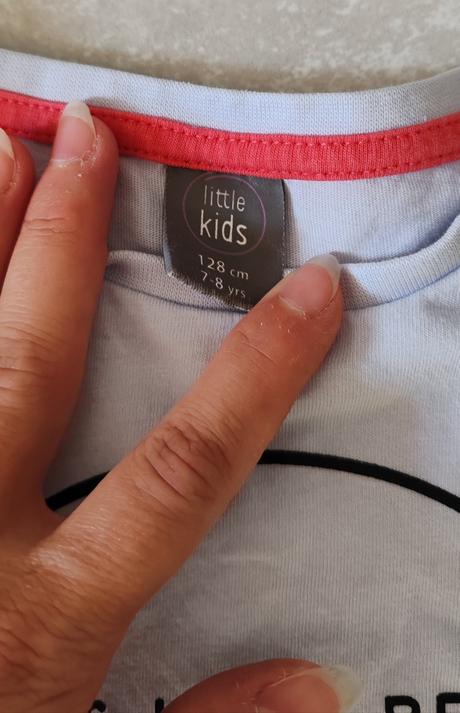 little
kids
128 cm
7-8 yrs